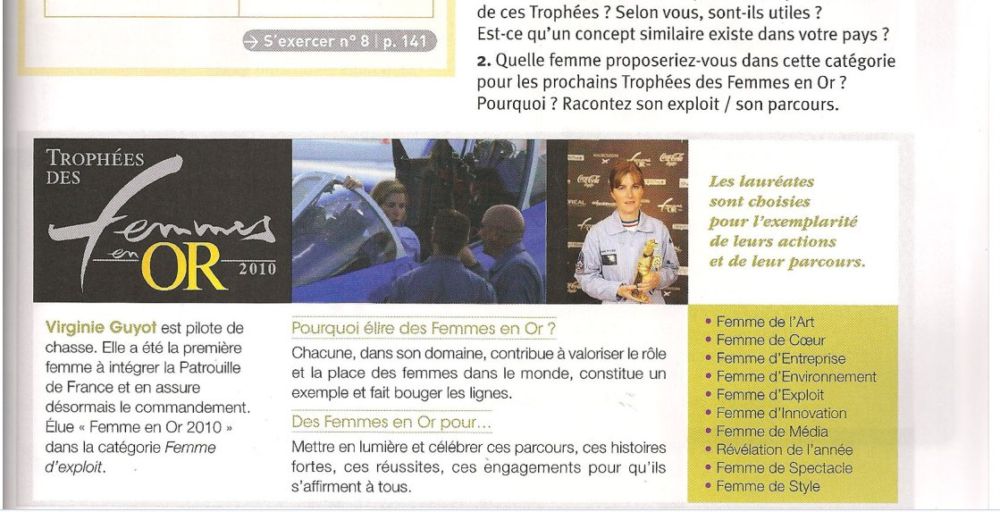 → S'exercer n° 8 | p. 141
de ces Trophées ? Selon vous, sont-ils utiles ?
Est-ce qu'un concept similaire existe dans votre pays ?
2. Quelle femme proposeriez-vous dans cette catégorie
pour les prochains Trophées des Femmes en Or ?
Pourquoi ? Racontez son exploit / son parcours.
TROPHÉES
DES
Femmes
en OR 2010
Coca-Cola
Coca-Cola
Les lauréates
sont choisies
pour l'exemplarité
de leurs actions
et de leur parcours.
Virginie Guyot est pilote de
chasse. Elle a été la première
femme à intégrer la Patrouille
de France et en assure
désormais le commandement.
Élue « Femme en Or 2010 »
dans la catégorie Femme
d'exploit.
Pourquoi élire des Femmes en Or ?
Chacune, dans son domaine, contribue à valoriser le rôle
et la place des femmes dans le monde, constitue un
exemple et fait bouger les lignes.
Des Femmes en Or pour...
Mettre en lumière et célébrer ces parcours, ces histoires
fortes, ces réussites, ces engagements pour qu'ils
s'affirment à tous.
• Femme de l'Art
• Femme de Cœur
• Femme d'Entreprise
• Femme d'Environnement
• Femme d'Exploit
• Femme d'Innovation
• Femme de Média
• Révélation de l'année
• Femme de Spectacle
• Femme de Style